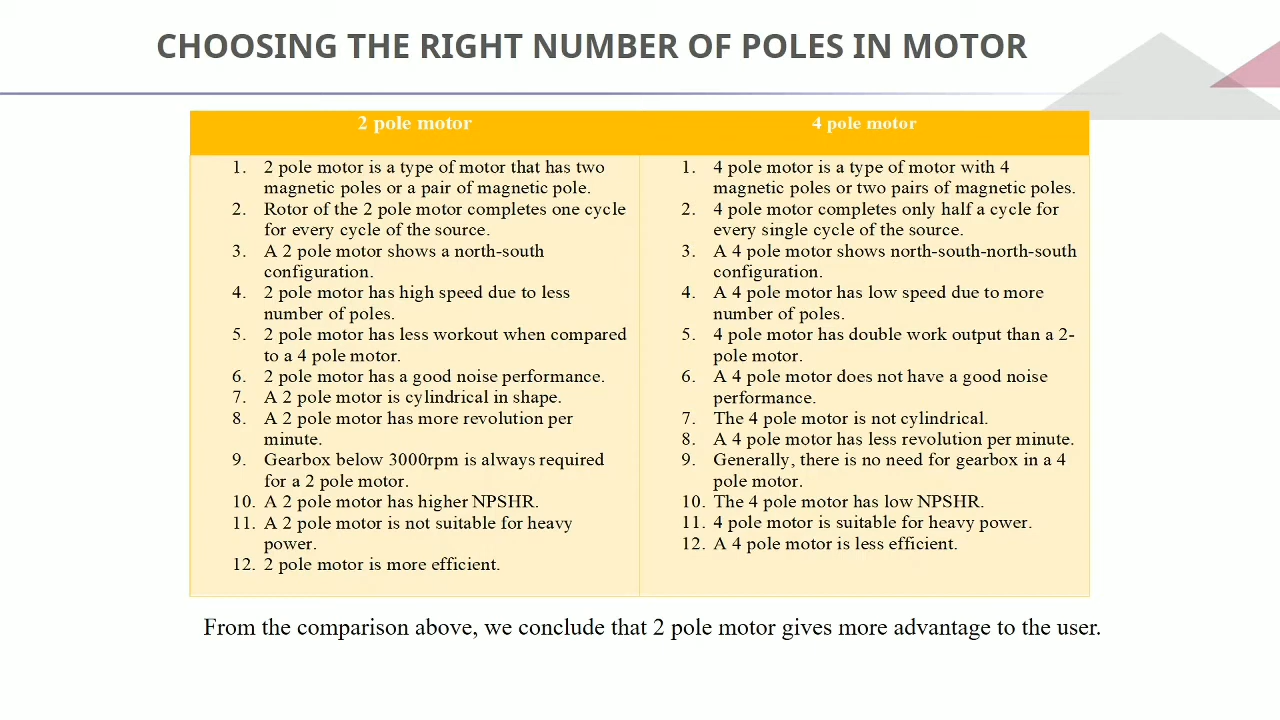 CHOOSING THE RIGHT NUMBER OF POLES IN MOTOR
2 pole motor
1. 2 pole motor is a type of motor that has two
magnetic poles or a pair of magnetic pole.
2. Rotor of the 2 pole motor completes one cycle
for every cycle of the source.
3. A 2 pole motor shows a north-south
configuration.
4. 2 pole motor has high speed due to less
number of poles.
5. 2 pole motor has less workout when compared
to a 4 pole motor.
6. 2 pole motor has a good noise performance.
7. A 2 pole motor is cylindrical in shape.
8. A 2 pole motor has more revolution per
minute.
9. Gearbox below 3000rpm is always required
for a 2 pole motor.
10. A 2 pole motor has higher NPSHR.
11. A 2 pole motor is not suitable for heavy
power.
12. 2 pole motor is more efficient.
4 pole motor
1. 4 pole motor is a type of motor with 4
magnetic poles or two pairs of magnetic poles.
2. 4 pole motor completes only half a cycle for
every single cycle of the source.
3. A 4 pole motor shows north-south-north-south
configuration.
4. A 4 pole motor has low speed due to more
number of poles.
5. 4 pole motor has double work output than a 2-
pole motor.
6. A 4 pole motor does not have a good noise
performance.
7. The 4 pole motor is not cylindrical.
8. A 4 pole motor has less revolution per minute.
9. Generally, there is no need for gearbox in a 4
pole motor.
10. The 4 pole motor has low NPSHR.
11. 4 pole motor is suitable for heavy power.
12. A 4 pole motor is less efficient.
From the comparison above, we conclude that 2 pole motor gives more advantage to the user.